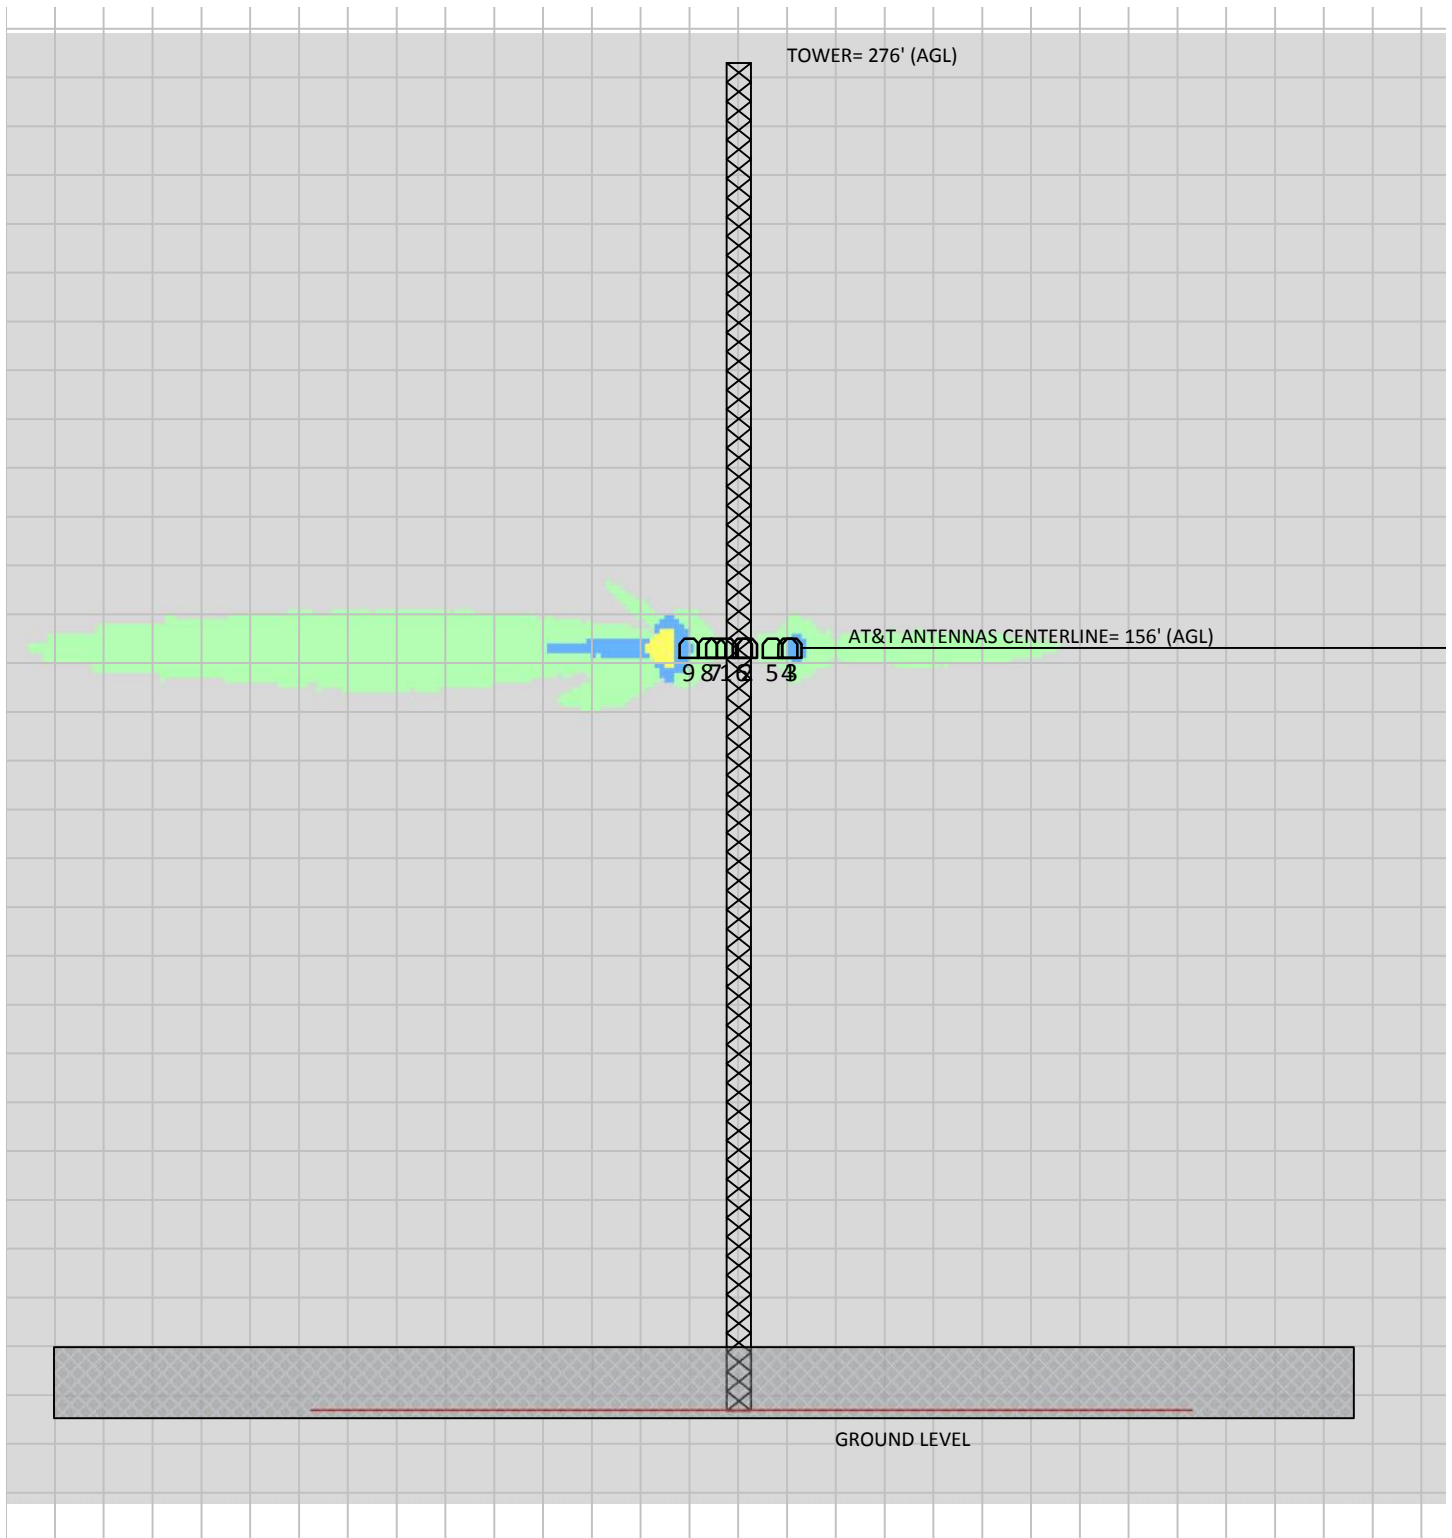 TOWER= 276' (AGL)
AT&T ANTENNAS CENTERLINE= 156' (AGL)
9 8 7 1 6 2 5 4 3
GROUND LEVEL